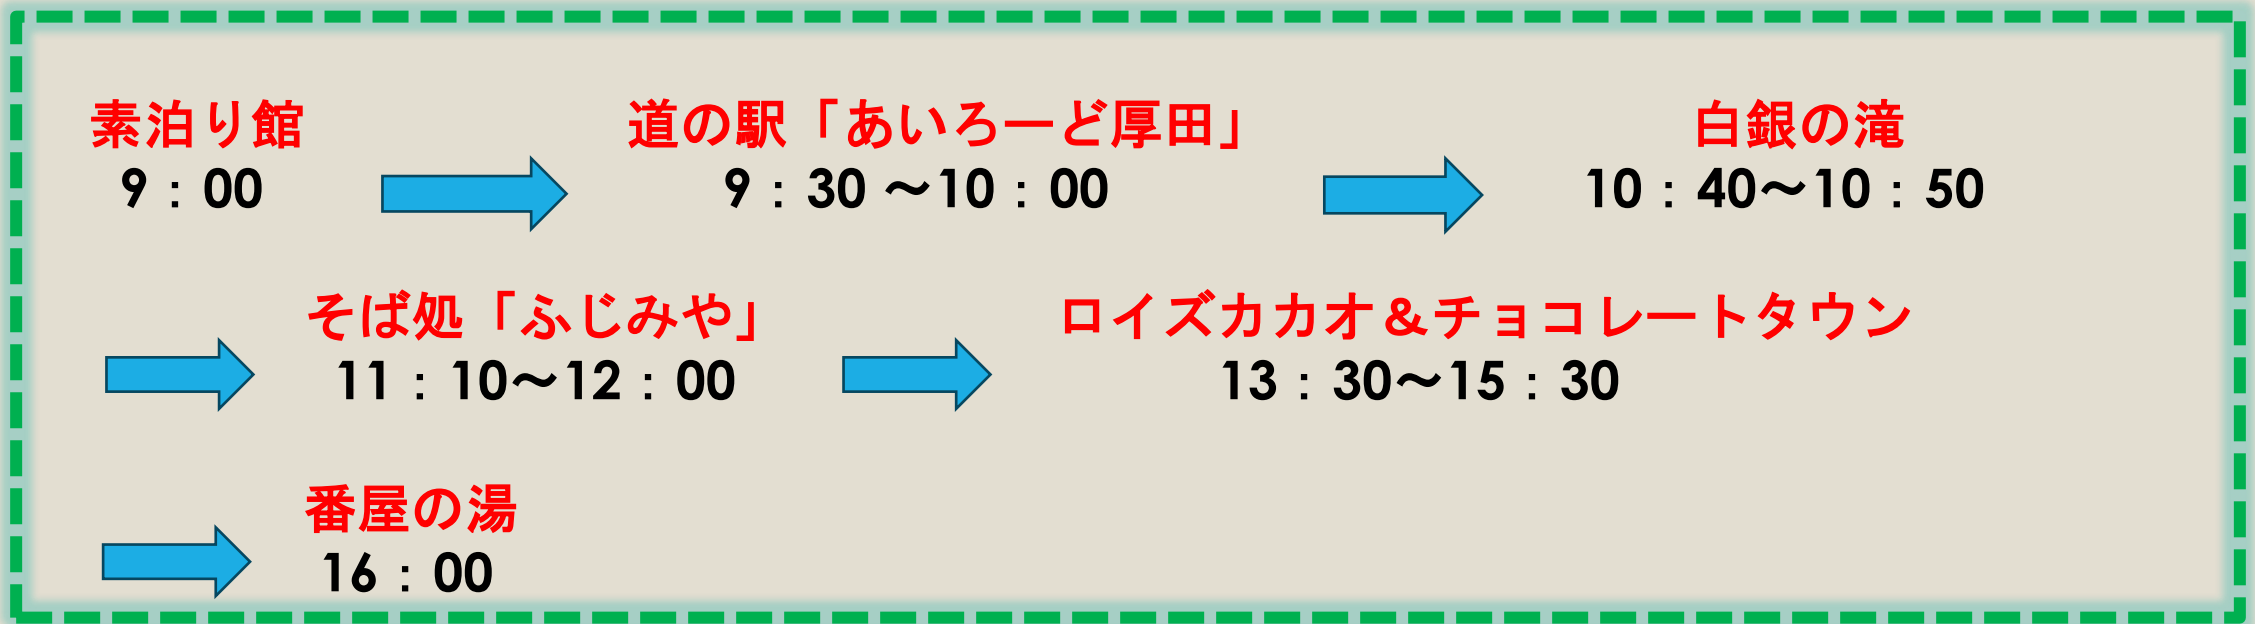 素泊り館 道の駅「あいろーど厚田」 白銀の滝
9：00 9：30 ～10：00 10：40～10：50
そば処「ふじみや」 ロイズカカオ＆チョコレートタウン
11：10～12：00 13：30～15：30
番屋の湯
16：00